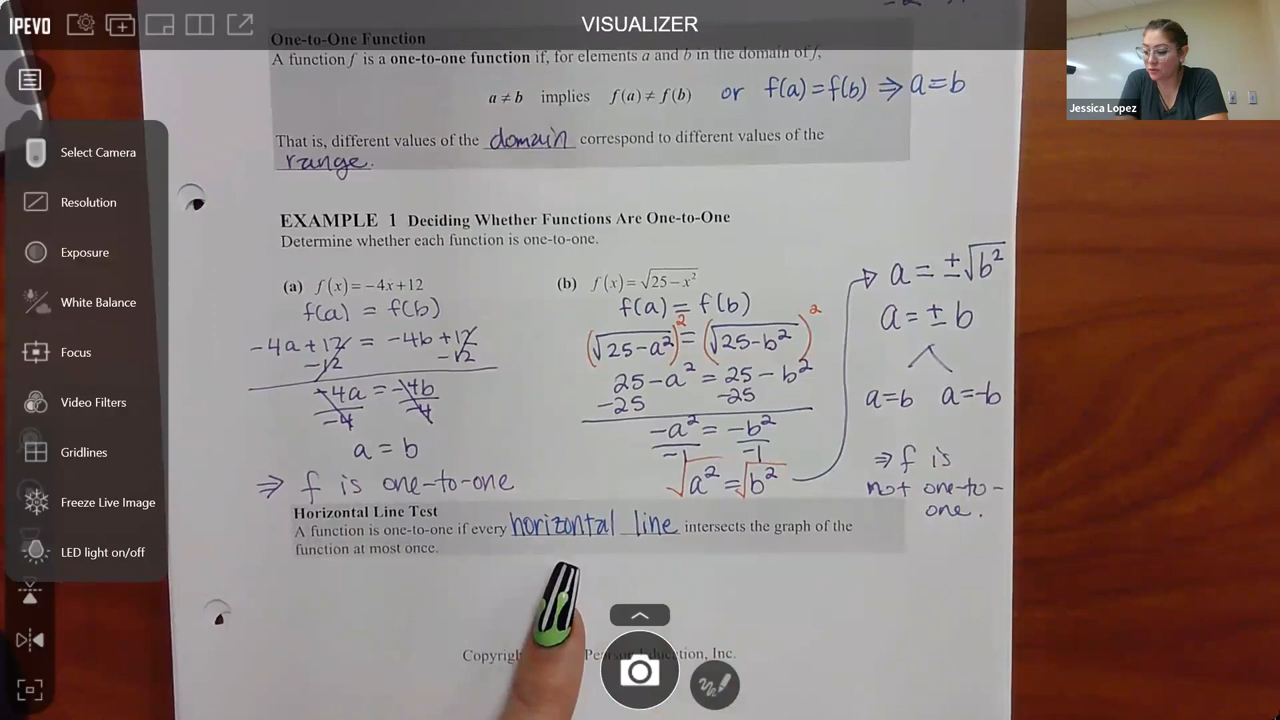 IPEVO
VISUALIZER
Jessica Lopez
Select Camera
Resolution
Exposure
White Balance
Focus
Video Filters
Gridlines
Freeze Live Image
LED light on/off
One-to-One Function
A function f is a one-to-one function if, for elements a and b in the domain of f,
a ≠ b implies f(a) ≠ f(b) or f(a) = f(b) ⇒ a = b
That is, different values of the domain correspond to different values of the
range.
EXAMPLE 1 Deciding Whether Functions Are One-to-One
Determine whether each function is one-to-one.
(a) f(x) = −4x+12
f(a) = f(b)
-4a+12 = -4b+12
-12 -12
-4a = -4b
-4 -4
a = b
⇒ f is one-to-one
(b) f(x) = √25−x²
f(a) = f(b)
(√25-a²)² = (√25-b²)²
25-a² = 25-b²
-25 -25
-a² = -b²
-1 -1
√a² = √b²
a = ±√b²
a = ± b
a=b a=-b
⇒ f is
not one-to-
one.
Horizontal Line Test
A function is one-to-one if every horizontal line intersects the graph of the
function at most once.
Education, Inc.